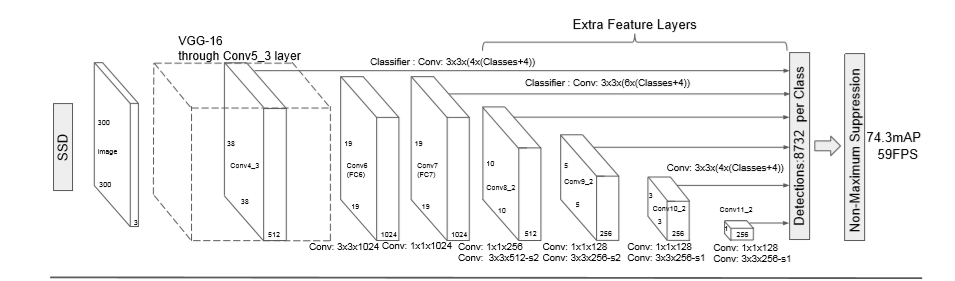 Extra Feature Layers
VGG-16
through Conv5_3 layer
Classifier : Conv: 3x3x(4x(Classes+4))
Classifier : Conv: 3x3x(6x(Classes+4))
SSD
300
Image
300
3
38
Conv4_3
38
512
19
Conv6
(FC6)
19
1024
19
Conv7
(FC7)
19
1024
10
Conv8_2
10
512
5
Conv9_2
5
256
Conv: 3x3x(4x(Classes+4))
3
Conv10_2
3
256
Conv11_2
1
256
Conv: 3x3x1024
Conv: 1x1x1024
Conv: 1x1x256
Conv: 3x3x512-s2
Conv: 1x1x128
Conv: 3x3x256-s2
Conv: 1x1x128
Conv: 3x3x256-s1
Conv: 1x1x128
Conv: 3x3x256-s1
Detections:8732 per Class
Non-Maximum Suppression
74.3mAP
59FPS